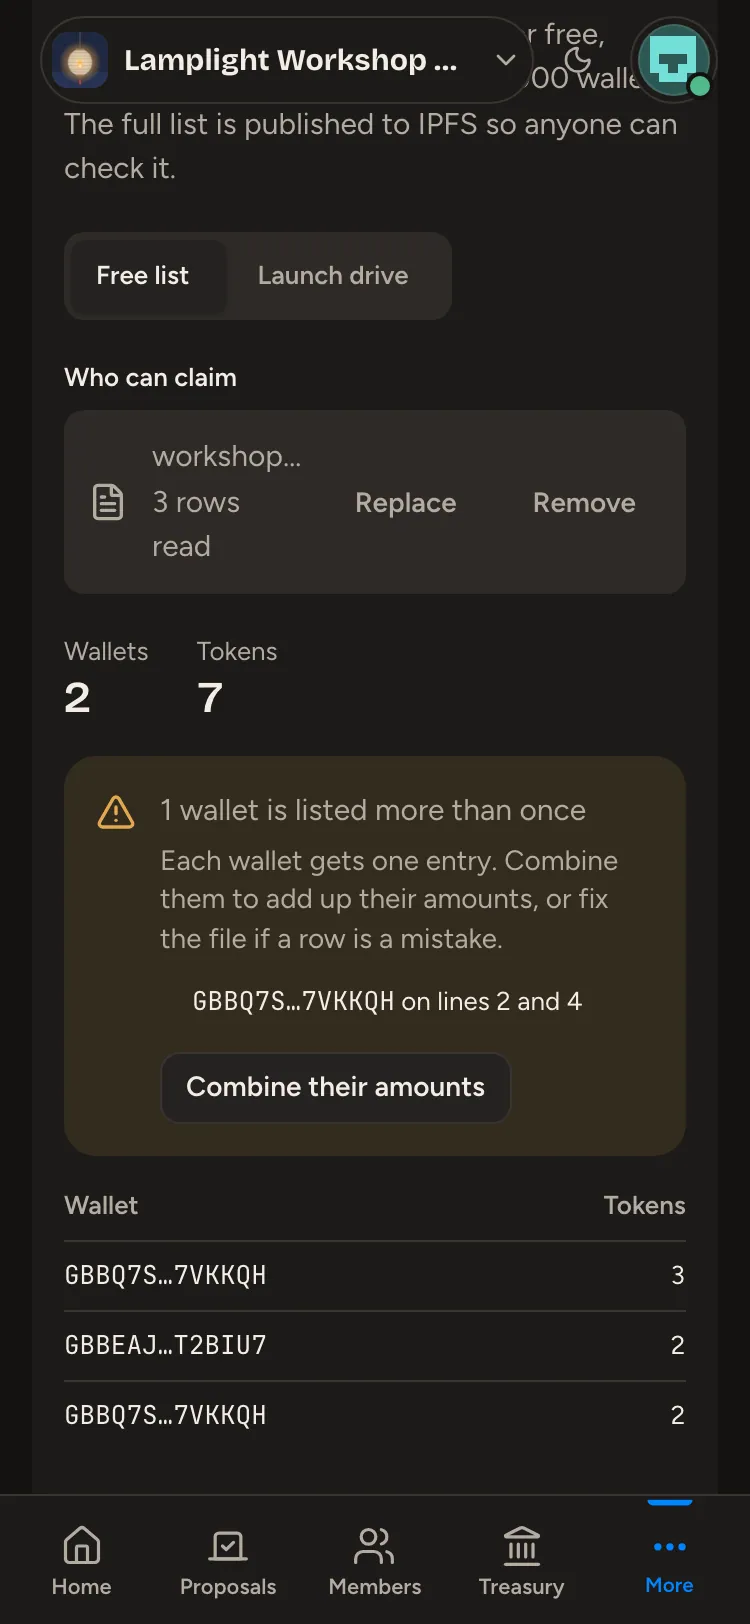 Lamplight Workshop ...
r free,
00 walle
The full list is published to IPFS so anyone can
check it.
Free list
Launch drive
Who can claim
workshop...
3 rows
read
Replace
Remove
Wallets
Tokens
2
7
1 wallet is listed more than once
Each wallet gets one entry. Combine
them to add up their amounts, or fix
the file if a row is a mistake.
GBBQ7S…7VKKQH on lines 2 and 4
Combine their amounts
Wallet Tokens
GBBQ7S…7VKKQH 3
GBBEAJ…T2BIU7 2
GBBQ7S…7VKKQH 2
Home
Proposals
Members
Treasury
More